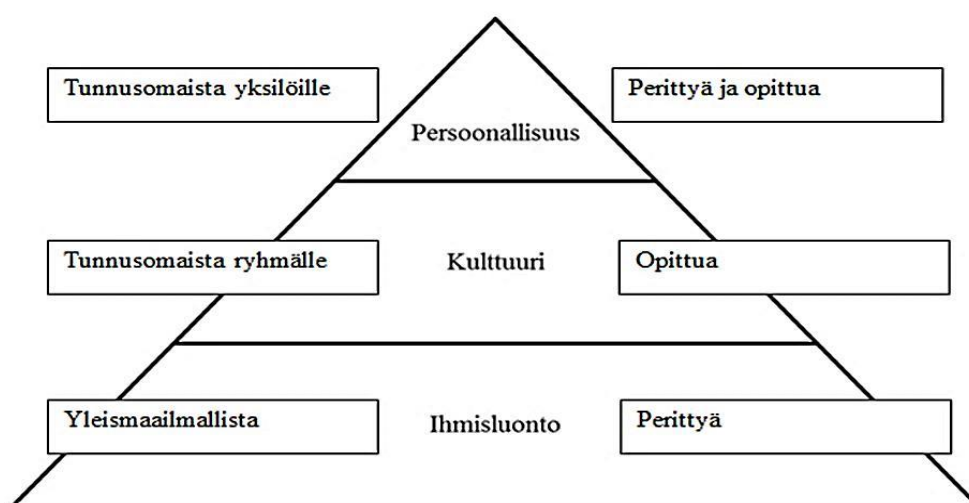 Tunnusomaista yksilöille
Perittyä ja opittua
Persoonallisuus
Tunnusomaista ryhmälle
Kulttuuri
Opittua
Yleismaailmallista
Ihmisluonto
Perittyä